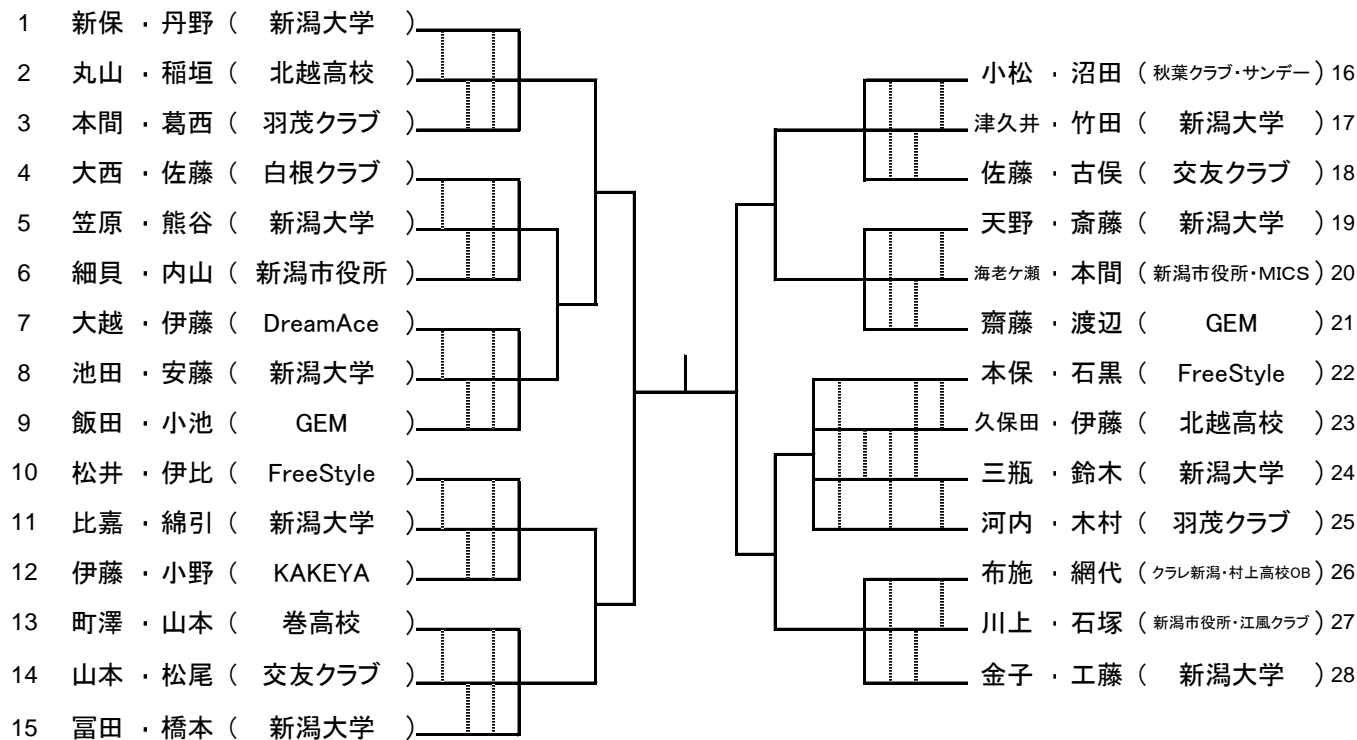 1 新保 ・ 丹野 ( 新潟大学 )
2 丸山 ・ 稲垣 ( 北越高校 )
3 本間 ・ 葛西 ( 羽茂クラブ )
4 大西 ・ 佐藤 ( 白根クラブ )
5 笠原 ・ 熊谷 ( 新潟大学 )
6 細貝 ・ 内山 ( 新潟市役所 )
7 大越 ・ 伊藤 ( DreamAce )
8 池田 ・ 安藤 ( 新潟大学 )
9 飯田 ・ 小池 ( GEM )
10 松井 ・ 伊比 ( FreeStyle )
11 比嘉 ・ 綿引 ( 新潟大学 )
12 伊藤 ・ 小野 ( KAKEYA )
13 町澤 ・ 山本 ( 巻高校 )
14 山本 ・ 松尾 ( 交友クラブ )
15 冨田 ・ 橋本 ( 新潟大学 )
小松 ・ 沼田 ( 秋葉クラブ・サンデー ) 16
津久井 ・ 竹田 ( 新潟大学 ) 17
佐藤 ・ 古俣 ( 交友クラブ ) 18
天野 ・ 斎藤 ( 新潟大学 ) 19
海老ケ瀬 ・ 本間 ( 新潟市役所・MICS ) 20
齋藤 ・ 渡辺 ( GEM ) 21
本保 ・ 石黒 ( FreeStyle ) 22
久保田 ・ 伊藤 ( 北越高校 ) 23
三瓶 ・ 鈴木 ( 新潟大学 ) 24
河内 ・ 木村 ( 羽茂クラブ ) 25
布施 ・ 網代 ( クラレ新潟・村上高校OB ) 26
川上 ・ 石塚 ( 新潟市役所・江風クラブ ) 27
金子 ・ 工藤 ( 新潟大学 ) 28